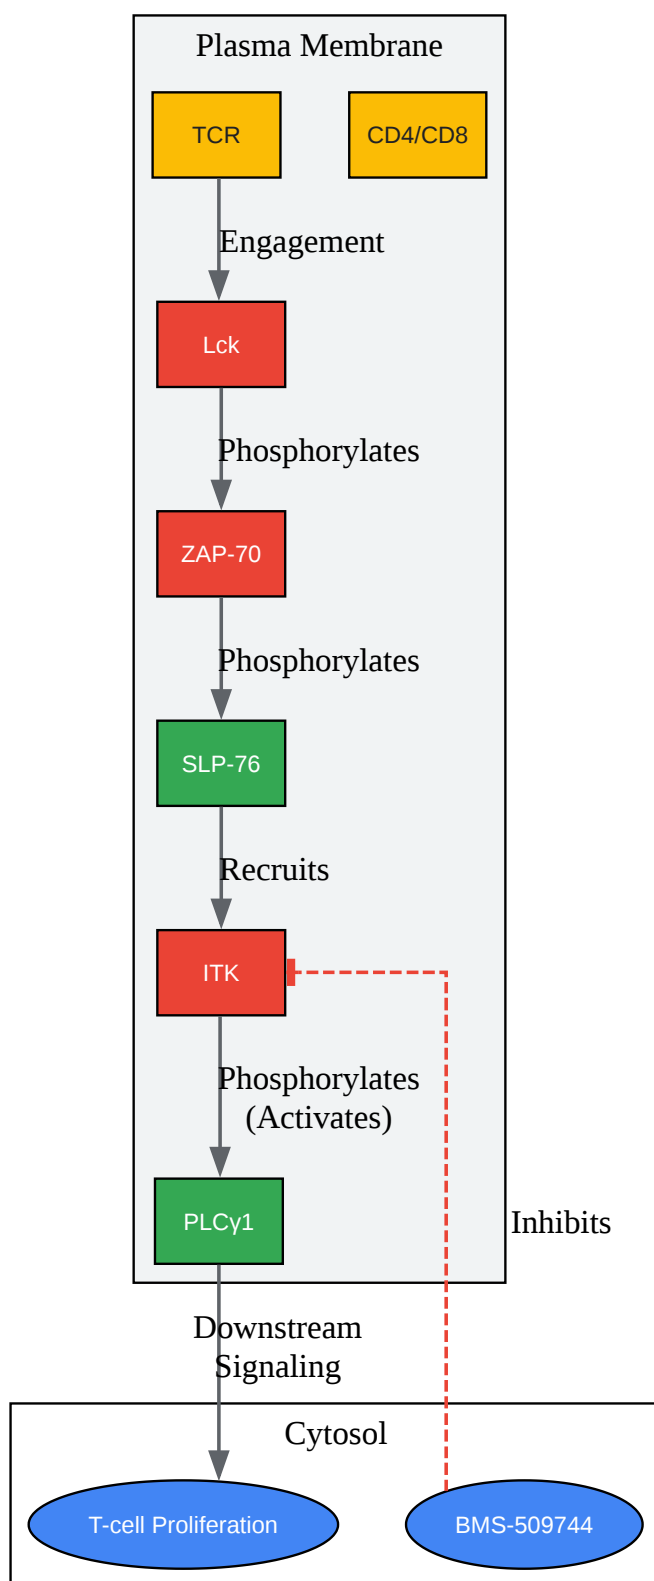 Plasma Membrane
TCR
CD4/CD8
Engagement
Lck
Phosphorylates
ZAP-70
Phosphorylates
SLP-76
Recruits
ITK
Phosphorylates
(Activates)
PLCγ1
Inhibits
Downstream
Signaling
Cytosol
T-cell Proliferation
BMS-509744